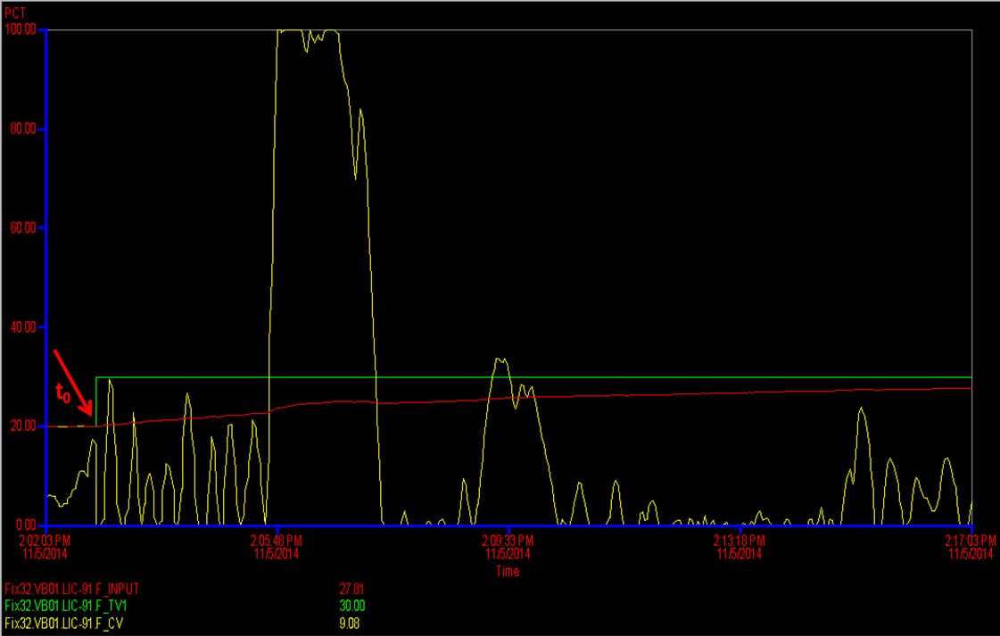 PCT
100.00
80.00
60.00
40.00
t0
20.00
0.00
2:02:03 PM 2:05:48 PM 2:09:33 PM 2:13:18 PM 2:17:03 PM
11/5/2014 11/5/2014 11/5/2014 11/5/2014 11/5/2014
Time
Fix32.VB01.LIC-91.F_INPUT 27.81
Fix32.VB01.LIC-91.F_TV1 30.00
Fix32.VB01.LIC-91.F_CV 9.08